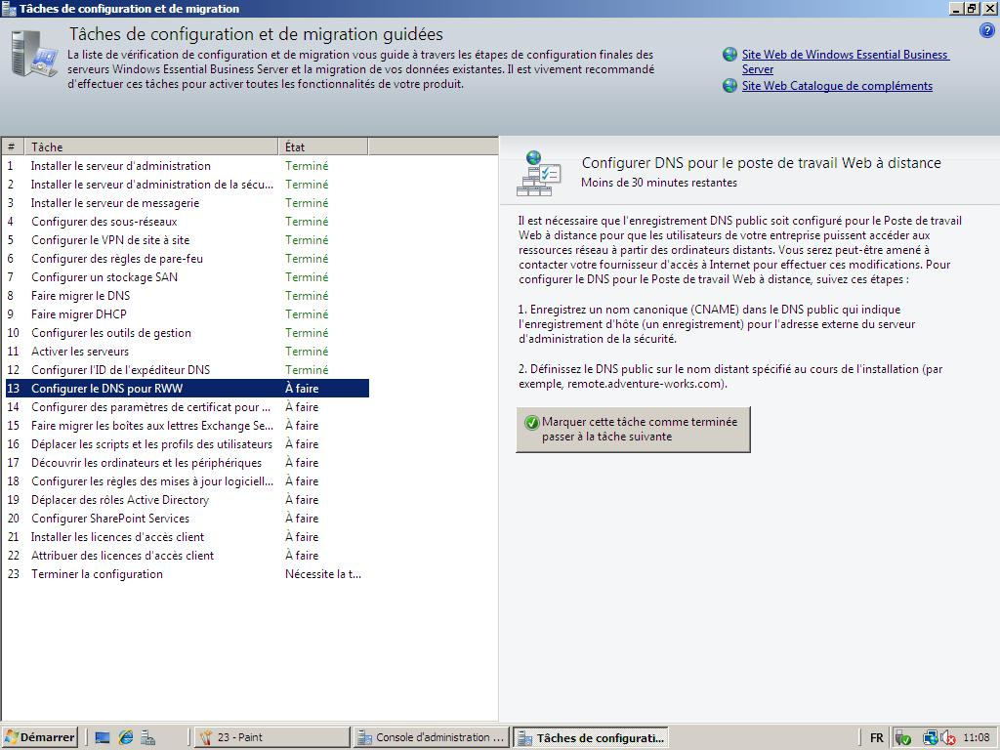 Tâches de configuration et de migration
Tâches de configuration et de migration guidées
La liste de vérification de configuration et de migration vous guide à travers les étapes de configuration finales des
serveurs Windows Essential Business Server et la migration de vos données existantes. Il est vivement recommandé
d'effectuer ces tâches pour activer toutes les fonctionnalités de votre produit.
Site Web de Windows Essential Business
Server
Site Web Catalogue de compléments
# Tâche État
1 Installer le serveur d'administration Terminé
2 Installer le serveur d'administration de la sécu... Terminé
3 Installer le serveur de messagerie Terminé
4 Configurer des sous-réseaux Terminé
5 Configurer le VPN de site à site Terminé
6 Configurer des règles de pare-feu Terminé
7 Configurer un stockage SAN Terminé
8 Faire migrer le DNS Terminé
9 Faire migrer DHCP Terminé
10 Configurer les outils de gestion Terminé
11 Activer les serveurs Terminé
12 Configurer l'ID de l'expéditeur DNS Terminé
13 Configurer le DNS pour RWW À faire
14 Configurer des paramètres de certificat pour ... À faire
15 Faire migrer les boîtes aux lettres Exchange Se... À faire
16 Déplacer les scripts et les profils des utilisateurs À faire
17 Découvrir les ordinateurs et les périphériques À faire
18 Configurer les règles des mises à jour logiciell... À faire
19 Déplacer des rôles Active Directory À faire
20 Configurer SharePoint Services À faire
21 Installer les licences d'accès client À faire
22 Attribuer des licences d'accès client À faire
23 Terminer la configuration Nécessite la t...
Configurer DNS pour le poste de travail Web à distance
Moins de 30 minutes restantes
Il est nécessaire que l'enregistrement DNS public soit configuré pour le Poste de travail
Web à distance pour que les utilisateurs de votre entreprise puissent accéder aux
ressources réseau à partir des ordinateurs distants. Vous serez peut-être amené à
contacter votre fournisseur d'accès à Internet pour effectuer ces modifications. Pour
configurer le DNS pour le Poste de travail Web à distance, suivez ces étapes :
1. Enregistrez un nom canonique (CNAME) dans le DNS public qui indique
l'enregistrement d'hôte (un enregistrement) pour l'adresse externe du serveur
d'administration de la sécurité.
2. Définissez le DNS public sur le nom distant spécifié au cours de l'installation (par
exemple, remote.adventure-works.com).
Marquer cette tâche comme terminée
passer à la tâche suivante
Démarrer
23 - Paint
Console d'administration ...
Tâches de configurati...
FR
11:08